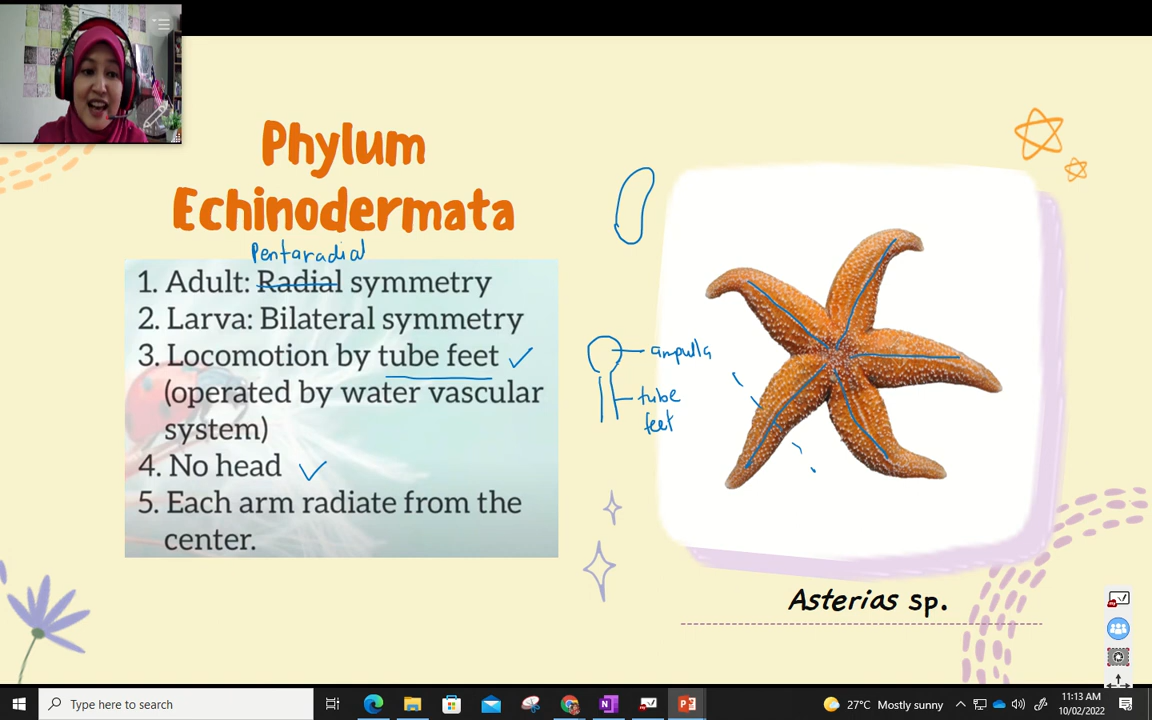 Phylum
Echinodermata
Pentaradial
1. Adult: Radial symmetry
2. Larva: Bilateral symmetry
3. Locomotion by tube feet
(operated by water vascular
system)
4. No head
5. Each arm radiate from the
center.
ampulla
tube
feet
Asterias sp.
Type here to search
27°C Mostly sunny
11:13 AM
10/02/2022